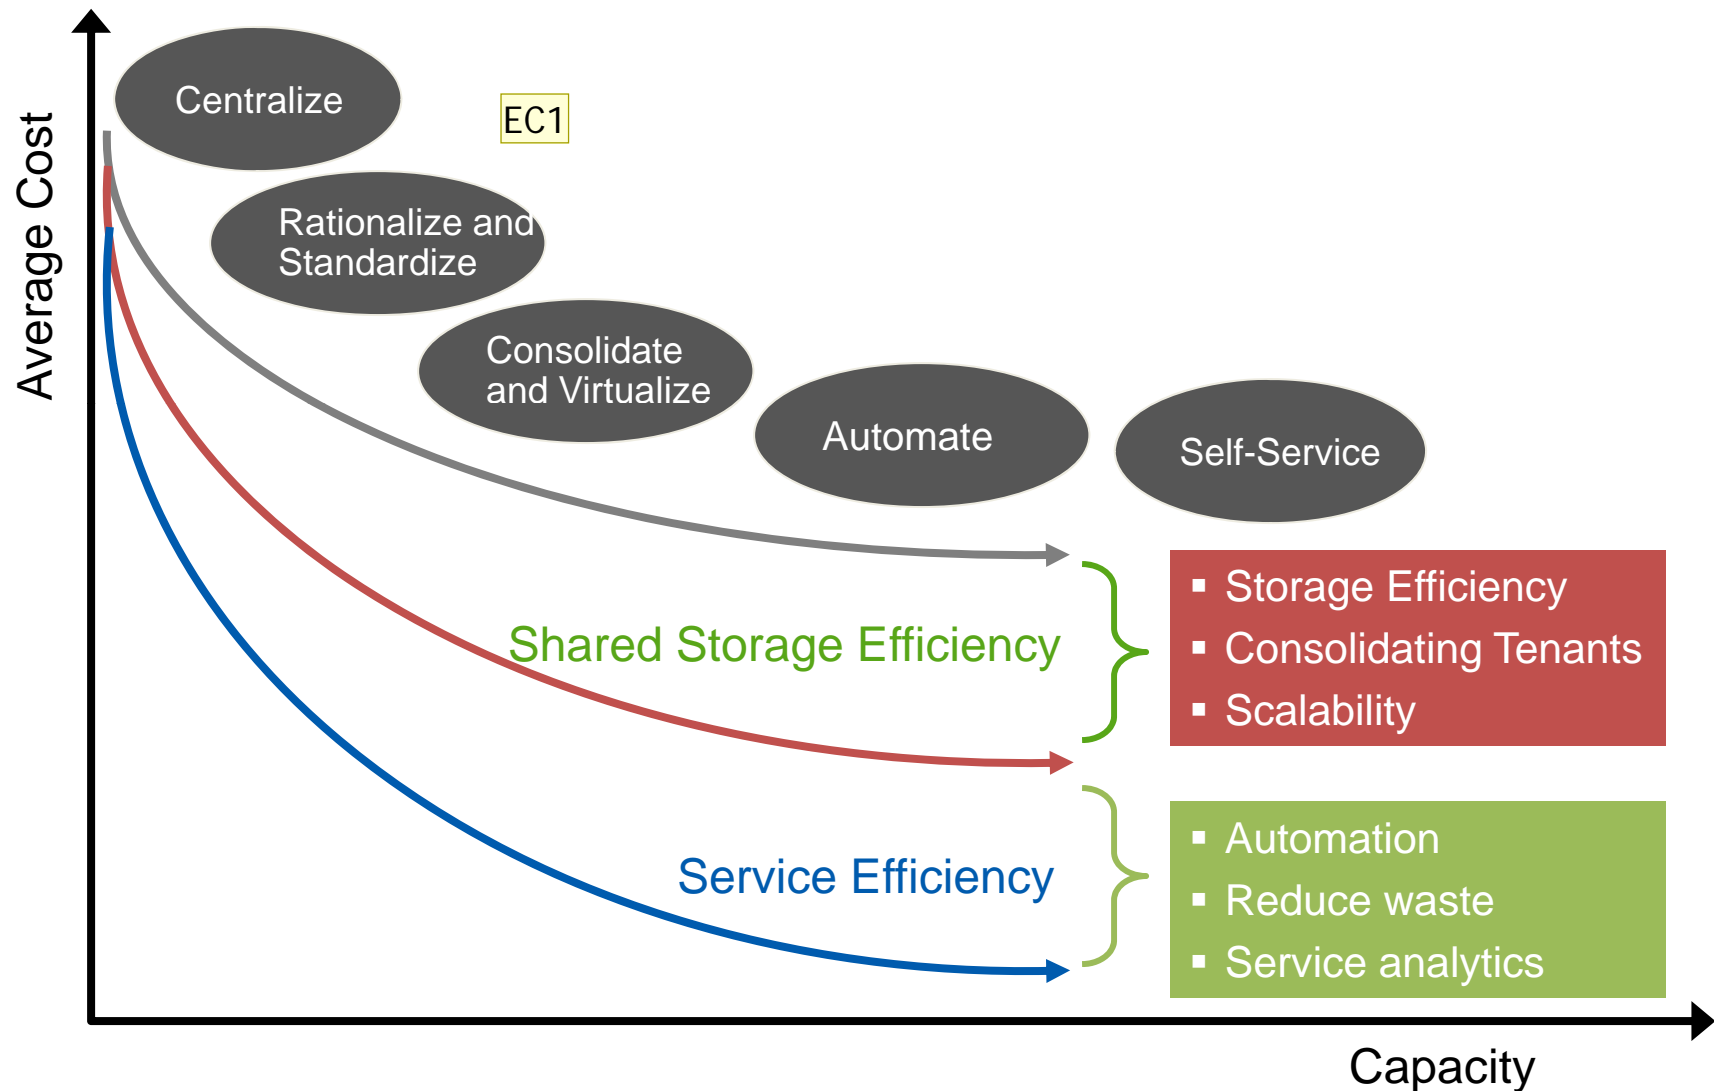 Centralize
EC1
Rationalize and
Standardize
Consolidate
and Virtualize
Automate
Self-Service
Average Cost
Shared Storage Efficiency
▪ Storage Efficiency
▪ Consolidating Tenants
▪ Scalability
Service Efficiency
▪ Automation
▪ Reduce waste
▪ Service analytics
Capacity